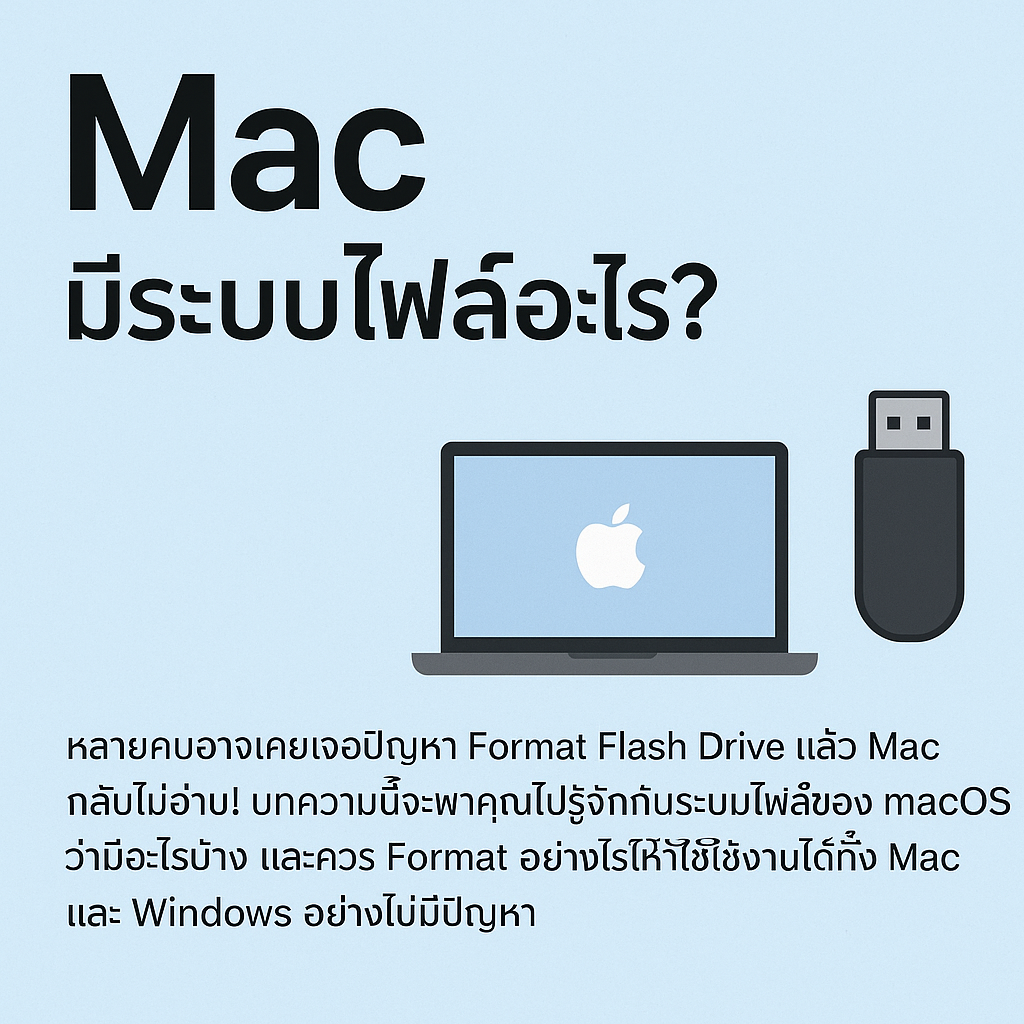 Mac
มีระบบไฟล์อะไร?
หลายคบอาจเคยเจอปัญหา Format Flash Drive แล้ว Mac
กลับไม่อ่าบ! บทความนี้จะพาคุณไปรู้จักกันระบมไฟล์ของ macOS
ว่ามีอะไรบ้าง และควร Format อย่างไร ใช้งานได้ทั้ง Mac
และ Windows อย่างไบ่มีปัญหา